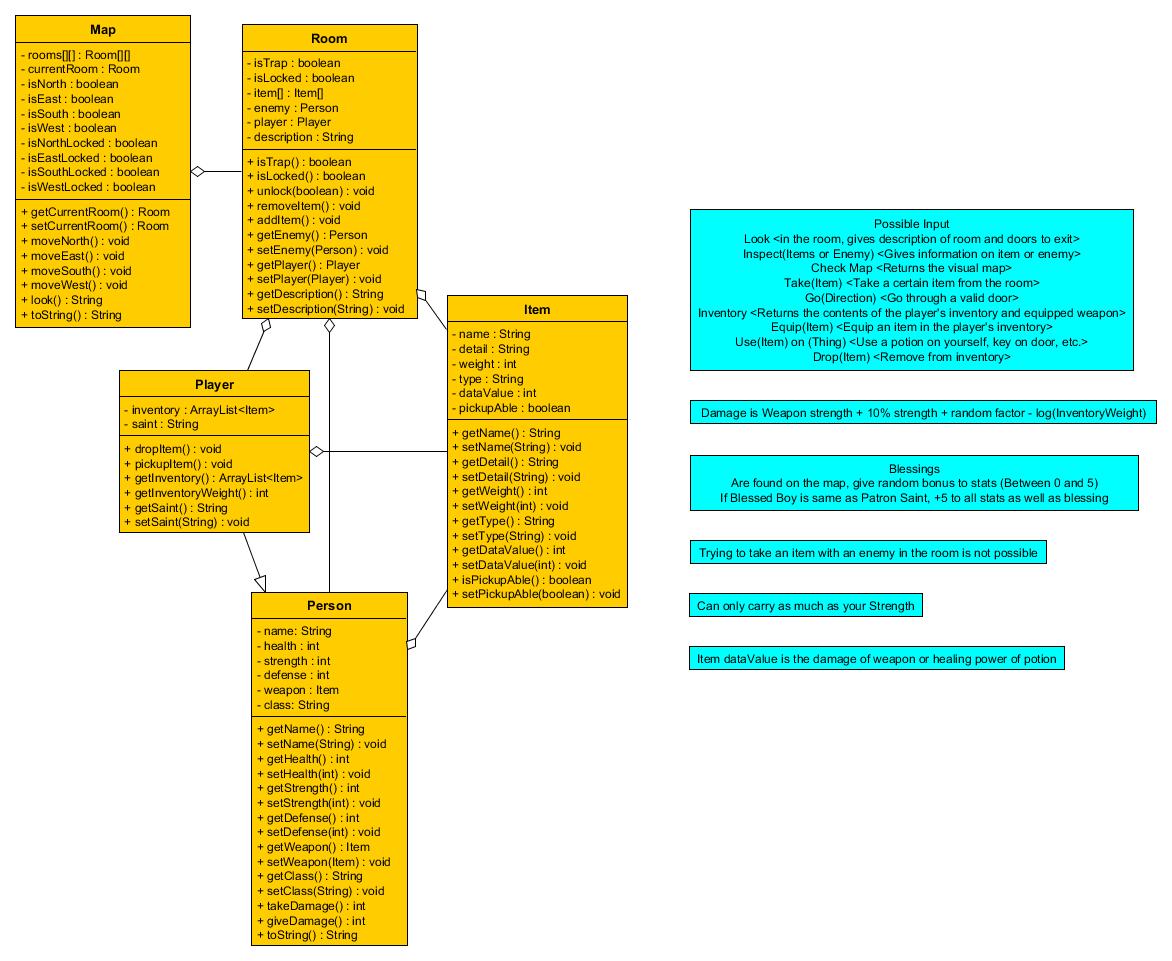 Map
- rooms[][] : Room[][]
- currentRoom : Room
- isNorth : boolean
- isEast : boolean
- isSouth : boolean
- isWest : boolean
- isNorthLocked : boolean
- isEastLocked : boolean
- isSouthLocked : boolean
- isWestLocked : boolean
+ getCurrentRoom() : Room
+ setCurrentRoom() : Room
+ moveNorth() : void
+ moveEast() : void
+ moveSouth() : void
+ moveWest() : void
+ look() : String
+ toString() : String
Room
- isTrap : boolean
- isLocked : boolean
- item[] : Item[]
- enemy : Person
- player : Player
- description : String
+ isTrap() : boolean
+ isLocked() : boolean
+ unlock(boolean) : void
+ removeItem() : void
+ addItem() : void
+ getEnemy() : Person
+ setEnemy(Person) : void
+ getPlayer() : Player
+ setPlayer(Player) : void
+ getDescription() : String
+ setDescription(String) : void
Item
- name : String
- detail : String
- weight : int
- type : String
- dataValue : int
- pickupAble : boolean
+ getName() : String
+ setName(String) : void
+ getDetail() : String
+ setDetail(String) : void
+ getWeight() : int
+ setWeight(int) : void
+ getType() : String
+ setType(String) : void
+ getDataValue() : int
+ setDataValue(int) : void
+ isPickupAble() : boolean
+ setPickupAble(boolean) : void
Player
- inventory : ArrayList<Item>
- saint : String
+ dropItem() : void
+ pickupItem() : void
+ getInventory() : ArrayList<Item>
+ getInventoryWeight() : int
+ getSaint() : String
+ setSaint(String) : void
Person
- name: String
- health : int
- strength : int
- defense : int
- weapon : Item
- class: String
+ getName() : String
+ setName(String) : void
+ getHealth() : int
+ setHealth(int) : void
+ getStrength() : int
+ setStrength(int) : void
+ getDefense() : int
+ setDefense(int) : void
+ getWeapon() : Item
+ setWeapon(Item) : void
+ getClass() : String
+ setClass(String) : void
+ takeDamage() : int
+ giveDamage() : int
+ toString() : String
Possible Input
Look <in the room, gives description of room and doors to exit>
Inspect(Items or Enemy) <Gives information on item or enemy>
Check Map <Returns the visual map>
Take(Item) <Take a certain item from the room>
Go(Direction) <Go through a valid door>
Inventory <Returns the contents of the player's inventory and equipped weapon>
Equip(Item) <Equip an item in the player's inventory>
Use(Item) on (Thing) <Use a potion on yourself, key on door, etc.>
Drop(Item) <Remove from inventory>
Damage is Weapon strength + 10% strength + random factor - log(InventoryWeight)
Blessings
Are found on the map, give random bonus to stats (Between 0 and 5)
If Blessed Boy is same as Patron Saint, +5 to all stats as well as blessing
Trying to take an item with an enemy in the room is not possible
Can only carry as much as your Strength
Item dataValue is the damage of weapon or healing power of potion